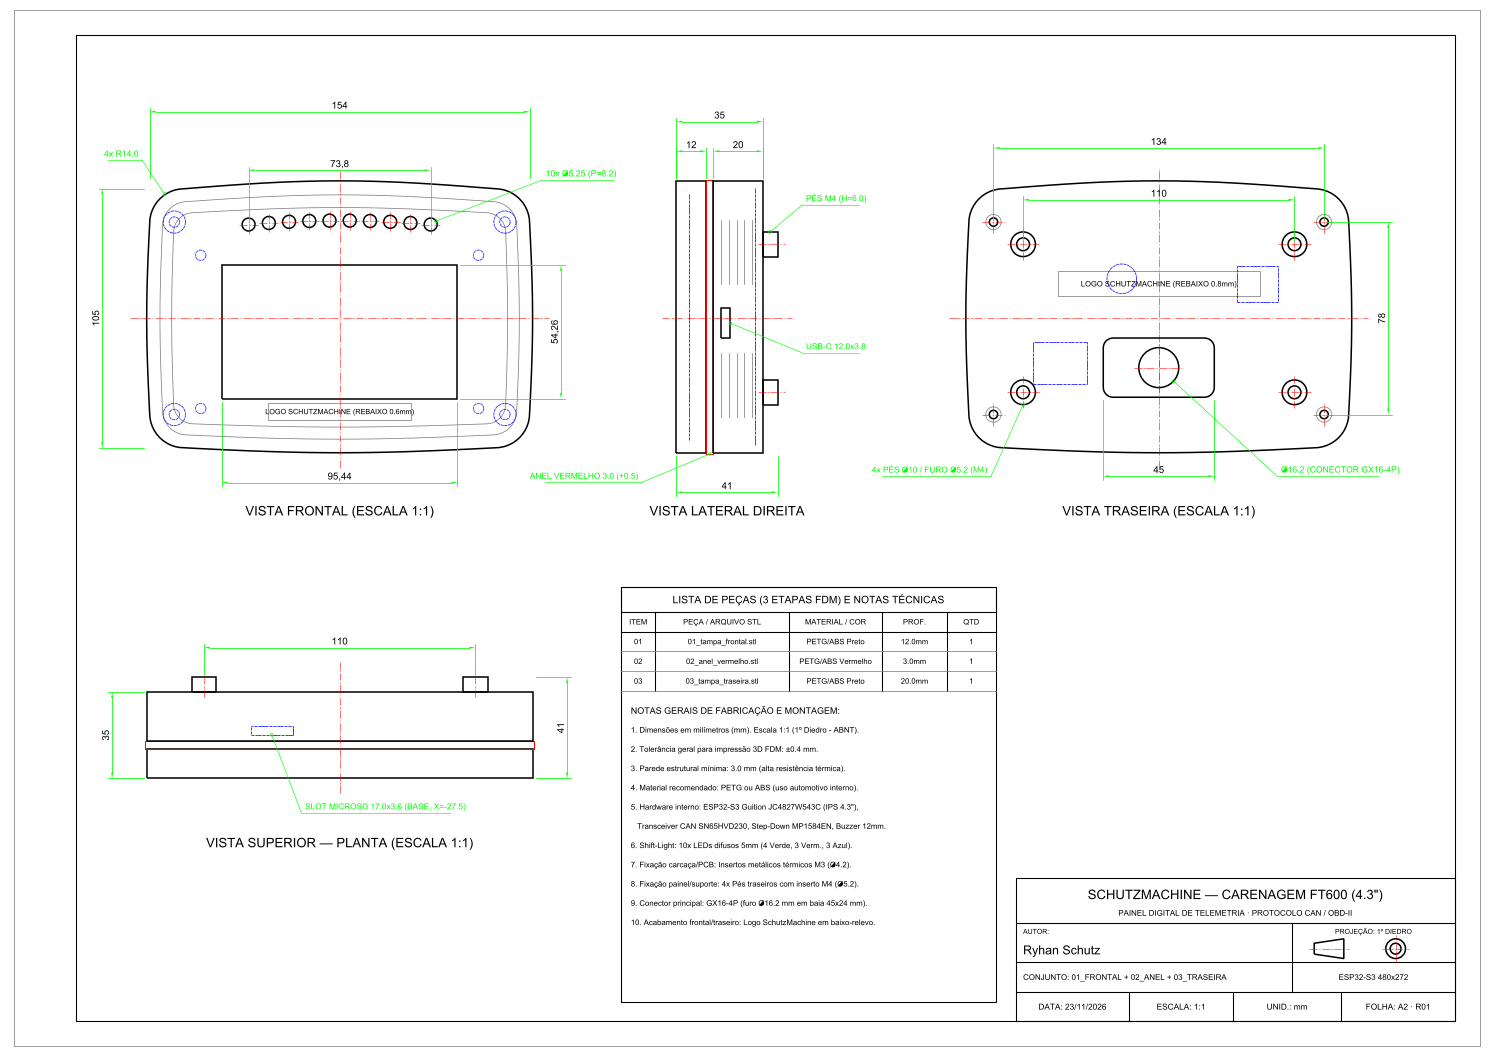 154
4x R14,0
73,8
10x Ø5.25 (P=8.2)
105
54,26
LOGO SCHUTZMACHINE (REBAIXO 0.6mm)
95,44
VISTA FRONTAL (ESCALA 1:1)
35
12
20
PÉS M4 (H=6.0)
USB-C 12.0x3.8
ANEL VERMELHO 3.0 (+0.5)
41
VISTA LATERAL DIREITA
134
110
LOGO SCHUTZMACHINE (REBAIXO 0.8mm)
78
4x PÉS Ø10 / FURO Ø5.2 (M4)
45
Ø16.2 (CONECTOR GX16-4P)
VISTA TRASEIRA (ESCALA 1:1)
110
35
41
SLOT MICROSD 17.0x3.6 (BASE, X=-27.5)
VISTA SUPERIOR — PLANTA (ESCALA 1:1)
LISTA DE PEÇAS (3 ETAPAS FDM) E NOTAS TÉCNICAS
ITEM PEÇA / ARQUIVO STL MATERIAL / COR PROF. QTD
01 01_tampa_frontal.stl PETG/ABS Preto 12.0mm 1
02 02_anel_vermelho.stl PETG/ABS Vermelho 3.0mm 1
03 03_tampa_traseira.stl PETG/ABS Preto 20.0mm 1
NOTAS GERAIS DE FABRICAÇÃO E MONTAGEM:
1. Dimensões em milímetros (mm). Escala 1:1 (1º Diedro - ABNT).
2. Tolerância geral para impressão 3D FDM: ±0.4 mm.
3. Parede estrutural mínima: 3.0 mm (alta resistência térmica).
4. Material recomendado: PETG ou ABS (uso automotivo interno).
5. Hardware interno: ESP32-S3 Guition JC4827W543C (IPS 4.3"),
Transceiver CAN SN65HVD230, Step-Down MP1584EN, Buzzer 12mm.
6. Shift-Light: 10x LEDs difusos 5mm (4 Verde, 3 Verm., 3 Azul).
7. Fixação carcaça/PCB: Insertos metálicos térmicos M3 (Ø4.2).
8. Fixação painel/suporte: 4x Pés traseiros com inserto M4 (Ø5.2).
9. Conector principal: GX16-4P (furo Ø16.2 mm em baia 45x24 mm).
10. Acabamento frontal/traseiro: Logo SchutzMachine em baixo-relevo.
SCHUTZMACHINE — CARENAGEM FT600 (4.3")
PAINEL DIGITAL DE TELEMETRIA · PROTOCOLO CAN / OBD-II
AUTOR:
Ryhan Schutz
PROJEÇÃO: 1º DIEDRO
CONJUNTO: 01_FRONTAL + 02_ANEL + 03_TRASEIRA
ESP32-S3 480x272
DATA: 23/11/2026
ESCALA: 1:1
UNID.: mm
FOLHA: A2 · R01